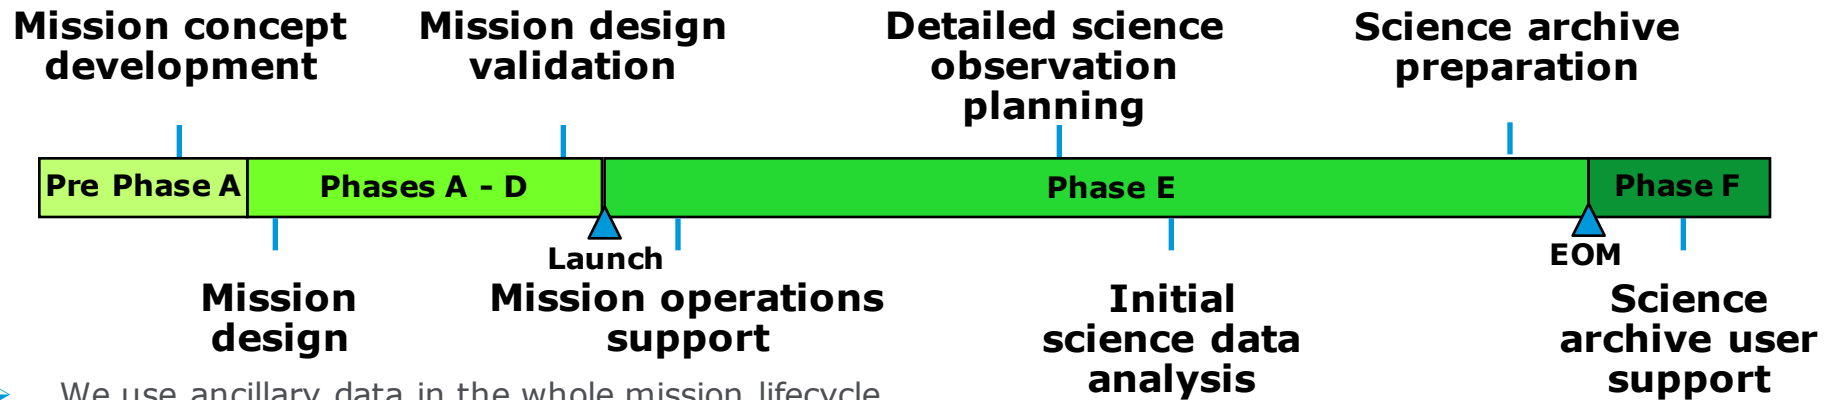 Mission concept
development
Mission design
validation
Detailed science
observation
planning
Science archive
preparation
Pre Phase A
Phases A - D
Phase E
Phase F
Launch
EOM
Mission
design
Mission operations
support
Initial
science data
analysis
Science
archive user
support
We use ancillary data in the whole mission lifecycle